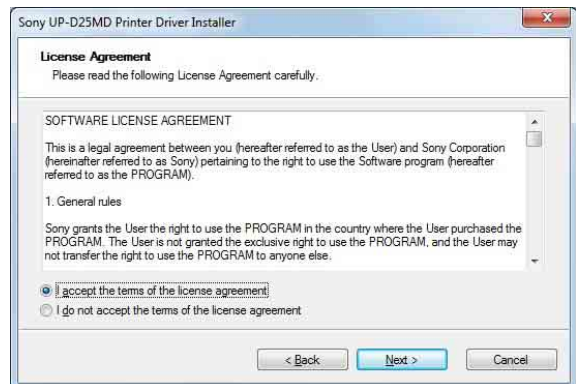 Sony UP-D25MD Printer Driver Installer
License Agreement
Please read the following License Agreement carefully.
SOFTWARE LICENSE AGREEMENT
This is a legal agreement between you (hereafter referred to as the User) and Sony Corporation
(hereinafter referred to as Sony) pertaining to the right to use the Software program (hereafter
referred to as the PROGRAM).
1. General rules
Sony grants the User the right to use the PROGRAM in the country where the User purchased the
PROGRAM. The User is not granted the exclusive right to use the PROGRAM, and the User may
not transfer the right to use the PROGRAM to anyone else.
I accept the terms of the license agreement
I do not accept the terms of the license agreement
< Back Next > Cancel